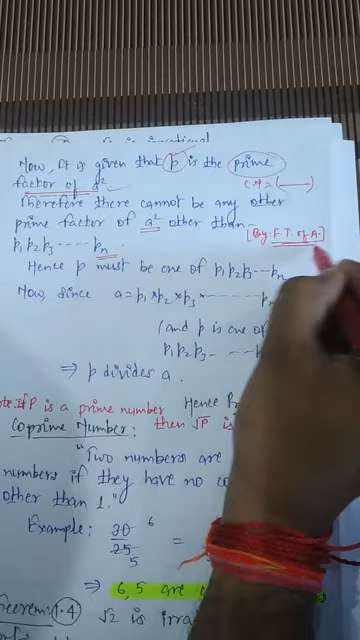 is irrational
Now, it is given that p is the prime
factor of a²
Therefore there cannot be any other
prime factor of a² other than
p₁ p₂ p₃ ---- pₙ. [By F.T. of A.]
Hence p must be one of p₁ p₂ p₃ --- pₙ
Now, since a = p₁ × p₂ × p₃ ------- pₙ
(and p is one of
p₁ p₂ p₃ - --
⇒ p divides a.
If P is a prime number Hence
then √P is
Coprime Number:
"Two numbers are
numbers if they have no
other than 1."
Example: 30 6
25 5 =
⇒ 6, 5 are
1.4 √2 is